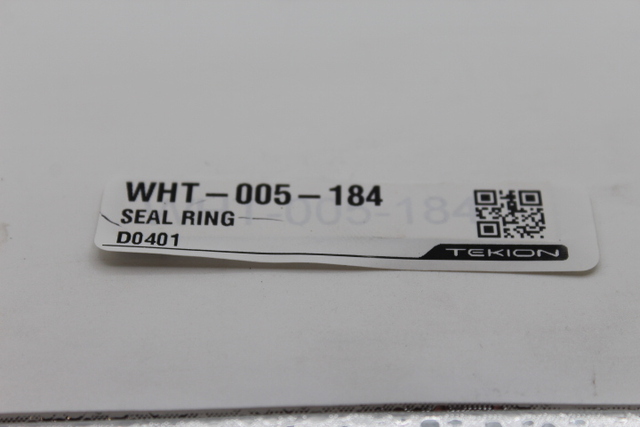 WHT-005-184
SEAL RING
D0401
TEKION